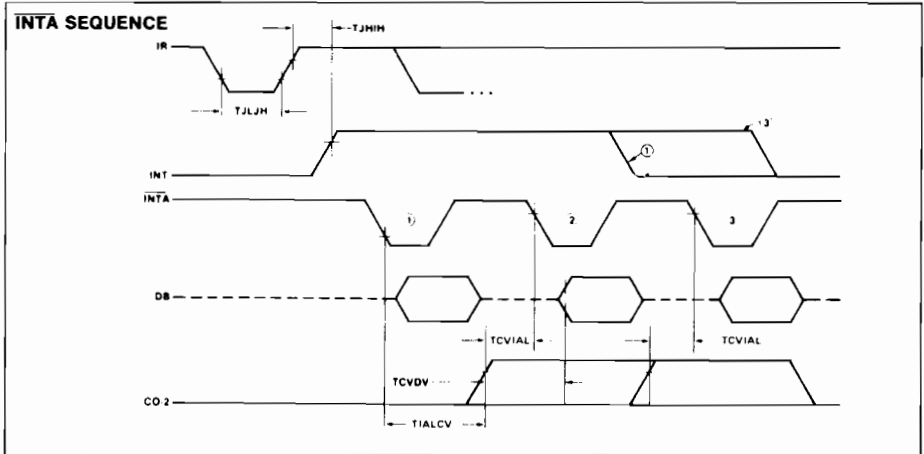 INTA SEQUENCE
TJHIH
IR
TJLJH
...
3
①
INT
INTA
1
2
3
DB
TCVIAL
TCVIAL
TCVDV
CO-2
TIALCV